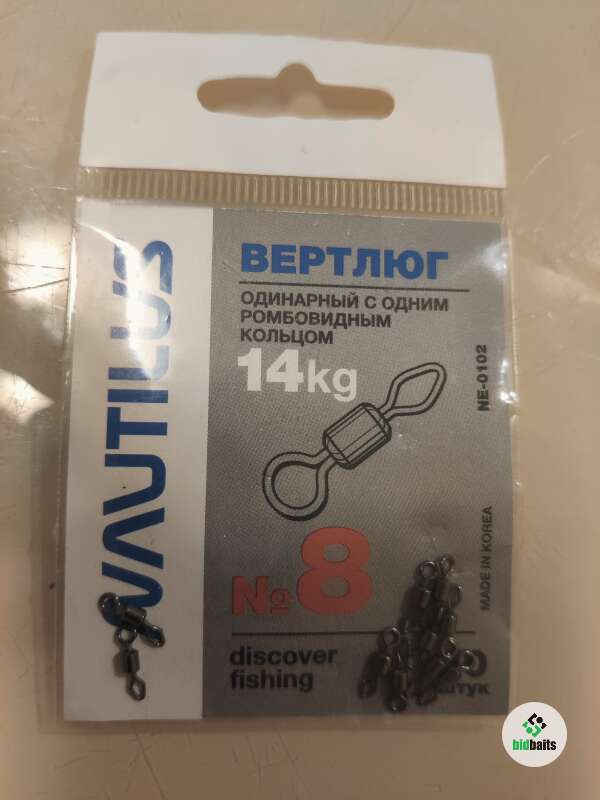 NAUTILUS
ВЕРТЛЮГ
ОДИНАРНЫЙ С ОДНИМ
РОМБОВИДНЫМ
КОЛЬЦОМ
14kg
NE-0102
№8
MADE IN KOREA
discover
fishing
штук
bidbaits